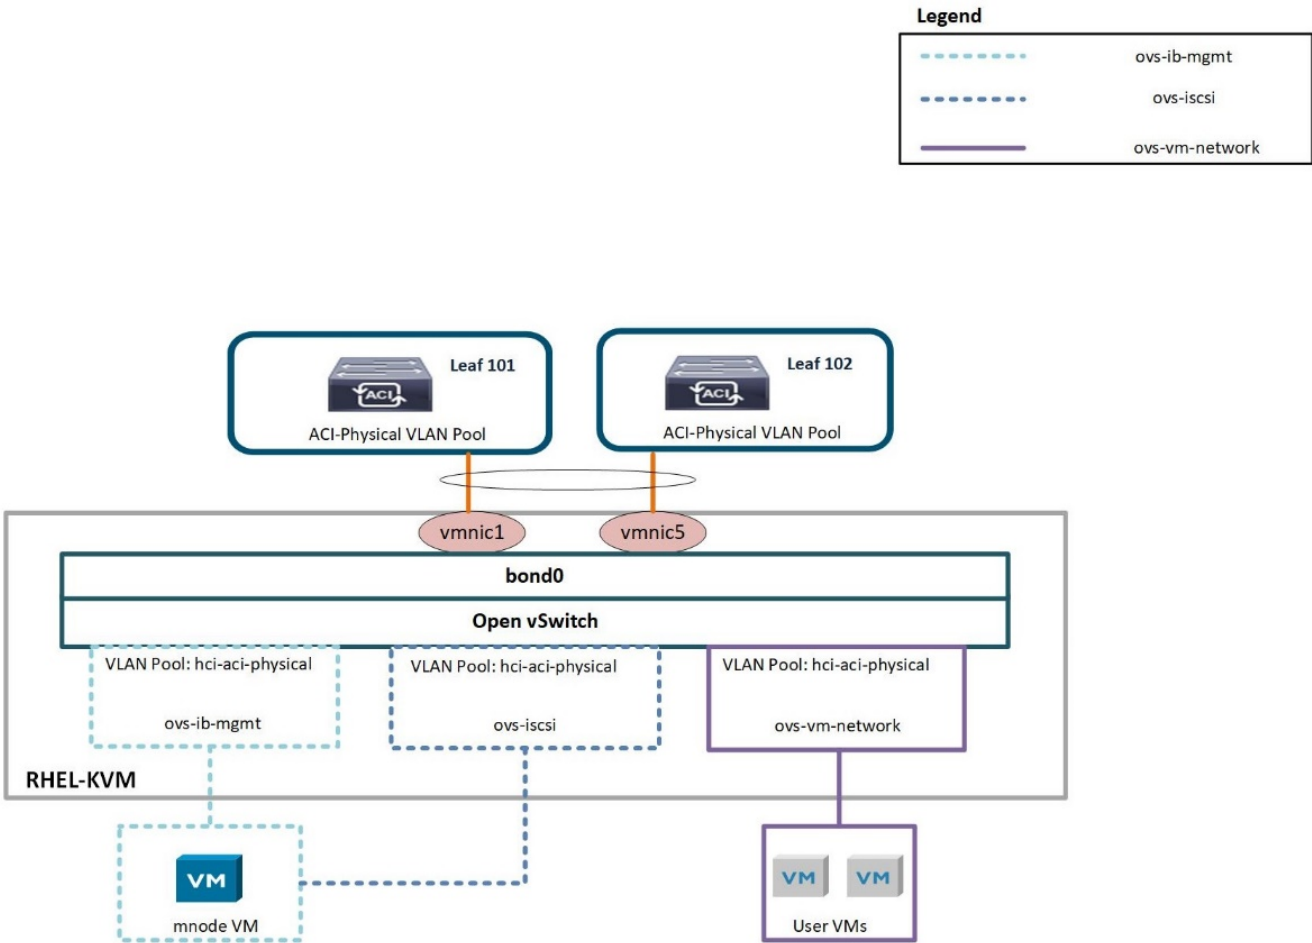 Legend
ovs-ib-mgmt
ovs-iscsi
ovs-vm-network
Leaf 101
ACI
ACI-Physical VLAN Pool
Leaf 102
ACI
ACI-Physical VLAN Pool
vmnic1
vmnic5
bond0
Open vSwitch
VLAN Pool: hci-aci-physical
ovs-ib-mgmt
VLAN Pool: hci-aci-physical
ovs-iscsi
VLAN Pool: hci-aci-physical
ovs-vm-network
RHEL-KVM
VM
mnode VM
VM
VM
User VMs